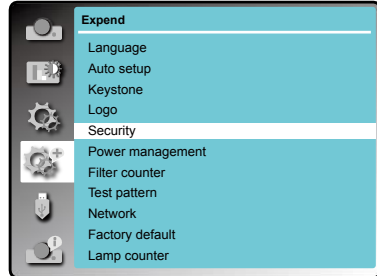 Expend
Language
Auto setup
Keystone
Logo
Security
Power management
Filter counter
Test pattern
Network
Factory default
Lamp counter